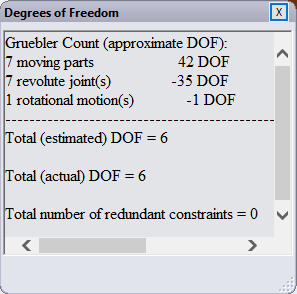 Degrees of Freedom
Gruebler Count (approximate DOF):
7 moving parts 42 DOF
7 revolute joint(s) -35 DOF
1 rotational motion(s) -1 DOF
Total (estimated) DOF = 6
Total (actual) DOF = 6
Total number of redundant constraints = 0